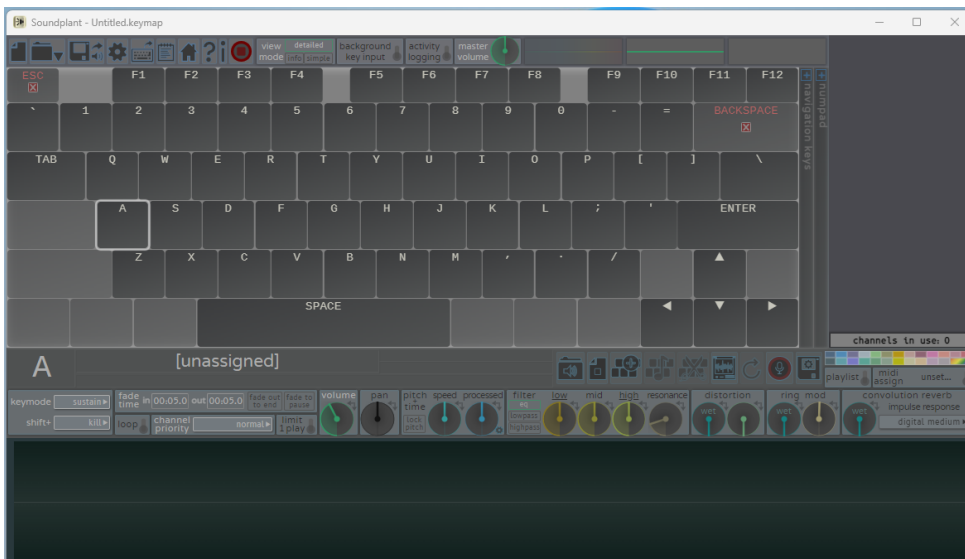 Soundplant - Untitled.keymap
view mode detailed info simple background key input activity logging master volume
ESC F1 F2 F3 F4 F5 F6 F7 F8 F9 F10 F11 F12
` 1 2 3 4 5 6 7 8 9 0 - = BACKSPACE
TAB Q W E R T Y U I O P [ ] \
A S D F G H J K L ; ' ENTER
Z X C V B N M , . /
SPACE
+ navigation keys
+ numpad
channels in use: 0
A [unassigned]
playlist midi assign unset...
keymode sustain fade time in 00:05.0 out 00:05.0 fade out to end fade to pause
shift+ kill loop channel priority normal limit 1 play
volume pan pitch + time lock pitch speed processed filter eq lowpass highpass low mid high resonance
distortion wet ring mod wet convolution reverb wet impulse response digital medium